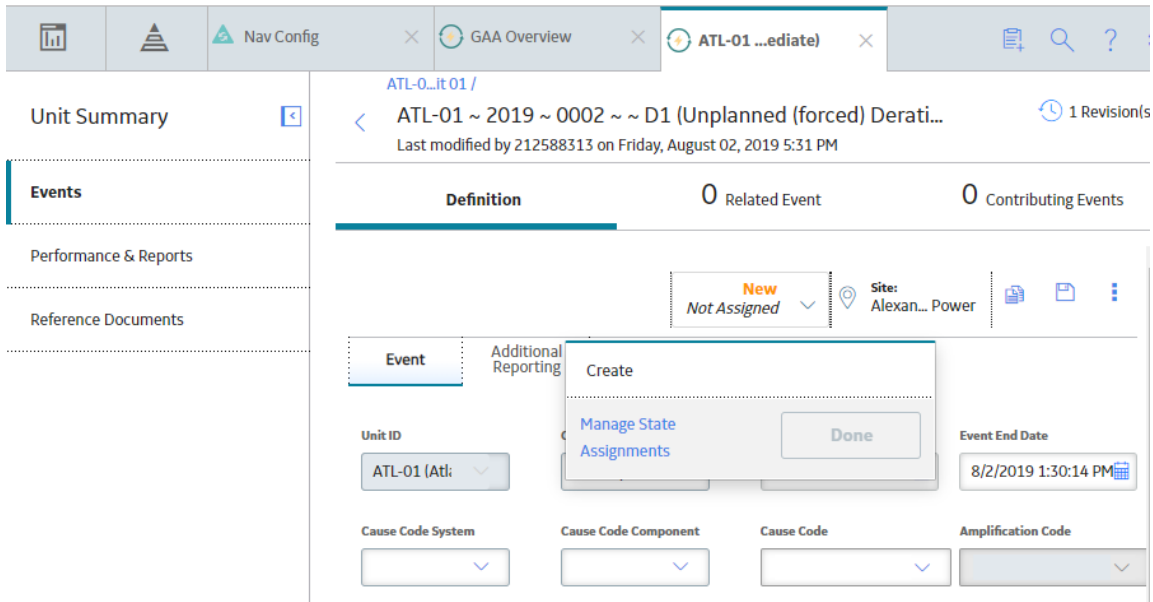 Nav Config
GAA Overview
ATL-01 ...ediate)
Unit Summary
Events
Performance & Reports
Reference Documents
ATL-0...it 01 /
ATL-01 ~ 2019 ~ 0002 ~ ~ D1 (Unplanned (forced) Derati...
Last modified by 212588313 on Friday, August 02, 2019 5:31 PM
1 Revision(s
Definition
0 Related Event
0 Contributing Events
New
Not Assigned
Site:
Alexan... Power
Event
Additional
Reporting
Create
Manage State
Assignments
Done
Unit ID
ATL-01 (Atla
Event End Date
8/2/2019 1:30:14 PM
Cause Code System
Cause Code Component
Cause Code
Amplification Code